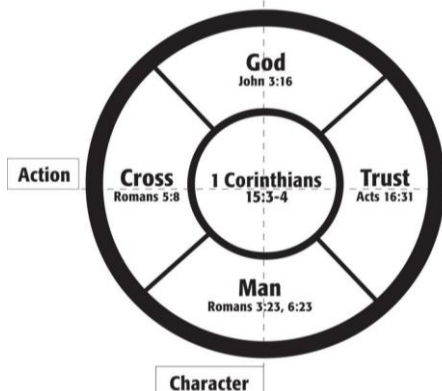 God
John 3:16
Action
Cross
Romans 5:8
1 Corinthians
15:3-4
Trust
Acts 16:31
Man
Romans 3:23, 6:23
Character